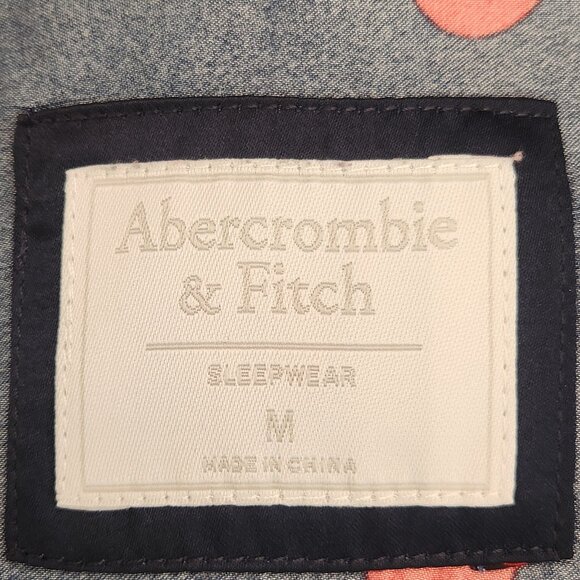 Abercrombie
& Fitch
SLEEPWEAR
M
MADE IN CHINA